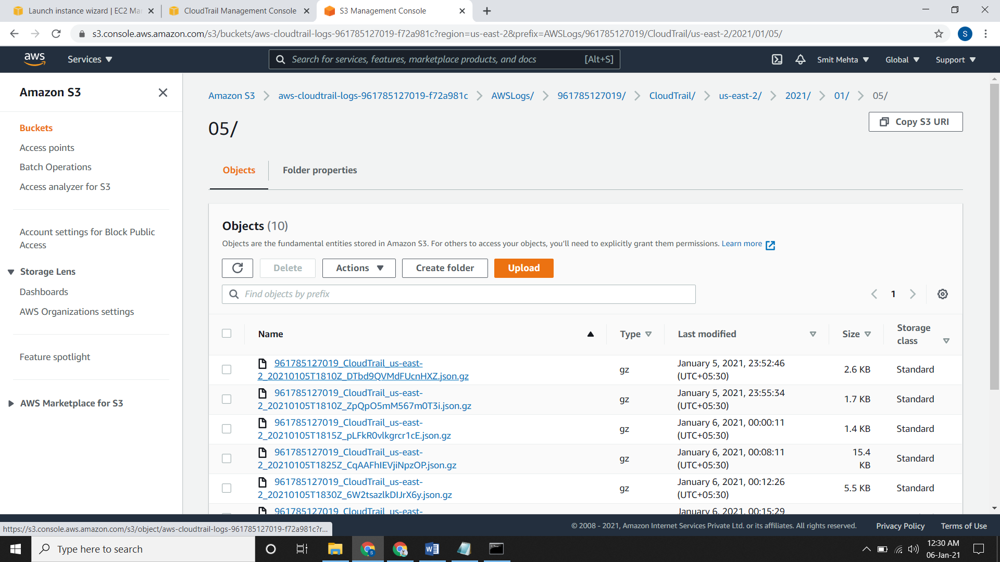 Launch instance wizard | EC2 Ma
CloudTrail Management Console
S3 Management Console
s3.console.aws.amazon.com/s3/buckets/aws-cloudtrail-logs-961785127019-f72a981c?region=us-east-2&prefix=AWSLogs/961785127019/CloudTrail/us-east-2/2021/01/05/
S
aws
Services
Search for services, features, marketplace products, and docs
[Alt+S]
Smit Mehta
Global
Support
Amazon S3
Buckets
Access points
Batch Operations
Access analyzer for S3
Account settings for Block Public
Access
Storage Lens
Dashboards
AWS Organizations settings
Feature spotlight
AWS Marketplace for S3
Amazon S3 > aws-cloudtrail-logs-961785127019-f72a981c > AWSLogs/ > 961785127019/ > CloudTrail/ > us-east-2/ > 2021/ > 01/ > 05/
05/
Copy S3 URI
Objects
Folder properties
Objects (10)
Objects are the fundamental entities stored in Amazon S3. For others to access your objects, you'll need to explicitly grant them permissions. Learn more
Delete
Actions
Create folder
Upload
Find objects by prefix
1
Name
Type
Last modified
Size
Storage
class
961785127019_CloudTrail_us-east-
2_20210105T1810Z_DTbd9QVMdFUcnHXZ.json.gz
gz
January 5, 2021, 23:52:46
(UTC+05:30)
2.6 KB
Standard
961785127019_CloudTrail_us-east-
2_20210105T1810Z_ZpQpO5mM567m0T3i.json.gz
gz
January 5, 2021, 23:55:34
(UTC+05:30)
1.7 KB
Standard
961785127019_CloudTrail_us-east-
2_20210105T1815Z_pLFkR0vlkgrcr1cE.json.gz
gz
January 6, 2021, 00:00:11
(UTC+05:30)
1.4 KB
Standard
961785127019_CloudTrail_us-east-
2_20210105T1825Z_CqAAFhIEVjiNpzOP.json.gz
gz
January 6, 2021, 00:08:11
(UTC+05:30)
15.4
KB
Standard
961785127019_CloudTrail_us-east-
2_20210105T1830Z_6W2tsazlkDIJrX6y.json.gz
gz
January 6, 2021, 00:12:26
(UTC+05:30)
5.5 KB
Standard
961785127019_CloudTrail_us-east-
January 6, 2021, 00:15:29
https://s3.console.aws.amazon.com/s3/object/aws-cloudtrail-logs-961785127019-f72a981c?r...
© 2008 - 2021, Amazon Internet Services Private Ltd. or its affiliates. All rights reserved.
Privacy Policy
Terms of Use
Type here to search
12:30 AM
06-Jan-21